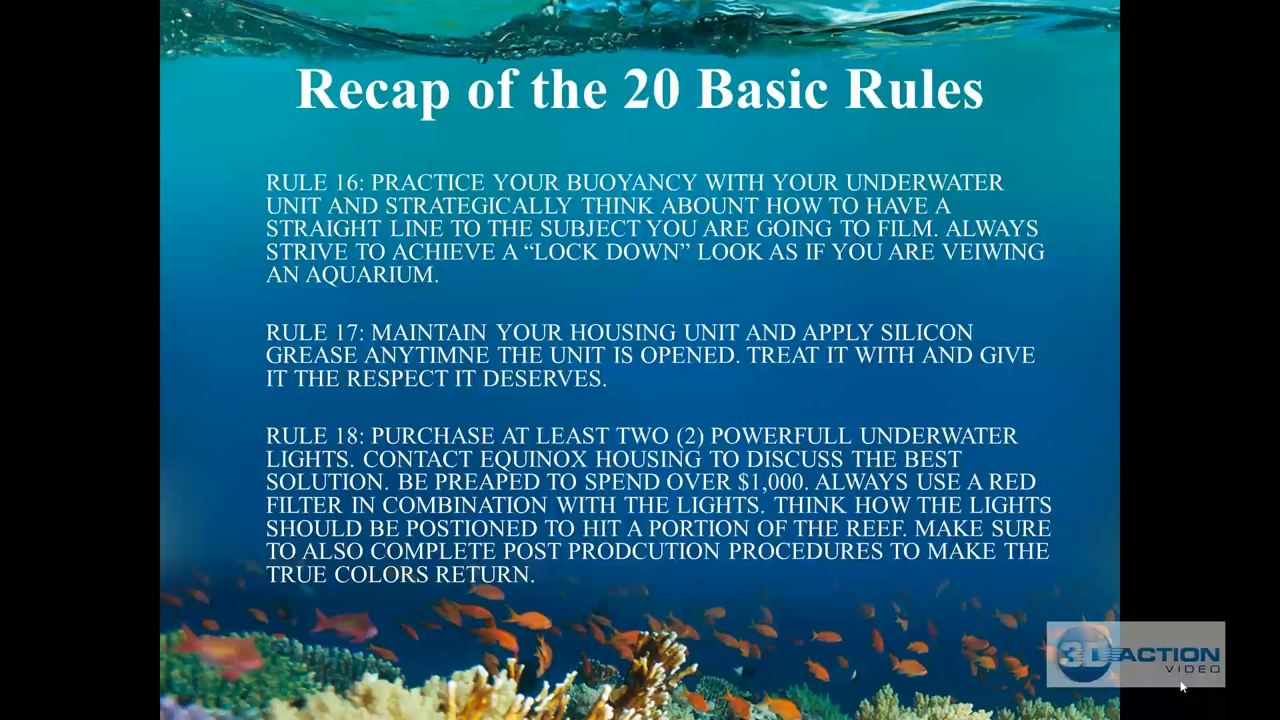 Recap of the 20 Basic Rules
RULE 16: PRACTICE YOUR BUOYANCY WITH YOUR UNDERWATER
UNIT AND STRATEGICALLY THINK ABOUNT HOW TO HAVE A
STRAIGHT LINE TO THE SUBJECT YOU ARE GOING TO FILM. ALWAYS
STRIVE TO ACHIEVE A “LOCK DOWN” LOOK AS IF YOU ARE VEIWING
AN AQUARIUM.
RULE 17: MAINTAIN YOUR HOUSING UNIT AND APPLY SILICON
GREASE ANYTIMNE THE UNIT IS OPENED. TREAT IT WITH AND GIVE
IT THE RESPECT IT DESERVES.
RULE 18: PURCHASE AT LEAST TWO (2) POWERFULL UNDERWATER
LIGHTS. CONTACT EQUINOX HOUSING TO DISCUSS THE BEST
SOLUTION. BE PREAPED TO SPEND OVER $1,000. ALWAYS USE A RED
FILTER IN COMBINATION WITH THE LIGHTS. THINK HOW THE LIGHTS
SHOULD BE POSTIONED TO HIT A PORTION OF THE REEF. MAKE SURE
TO ALSO COMPLETE POST PRODCUTION PROCEDURES TO MAKE THE
TRUE COLORS RETURN.
3D ACTION
VIDEO